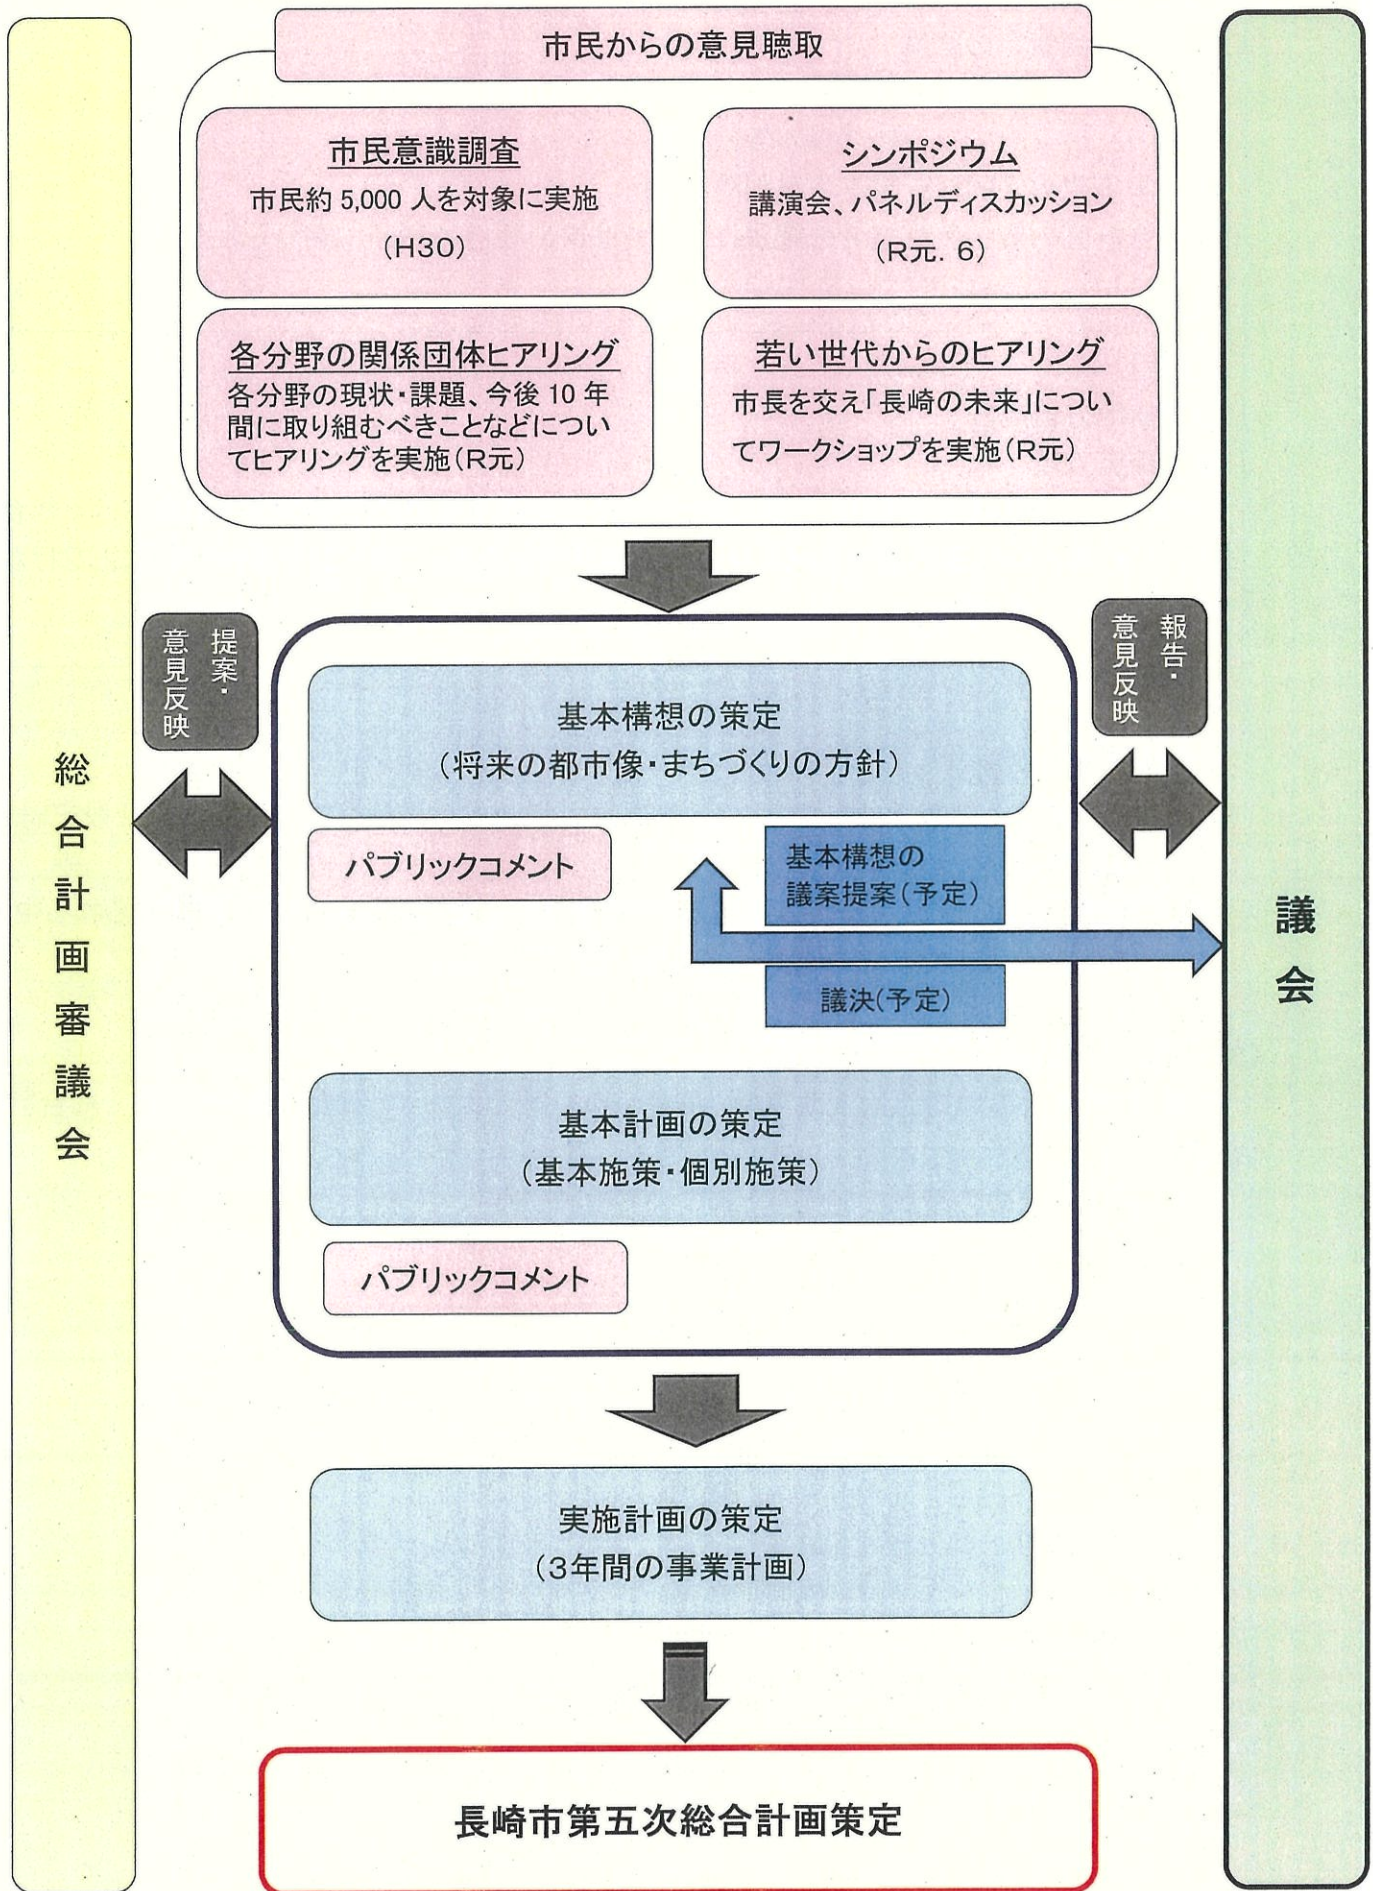 市民からの意見聴取
市民意識調査
市民約 5,000 人を対象に実施
（H30）
シンポジウム
講演会、パネルディスカッション
（R元．6）
各分野の関係団体ヒアリング
各分野の現状・課題、今後 10 年
間に取り組むべきことなどについ
てヒアリングを実施（R元）
若い世代からのヒアリング
市長を交え「長崎の未来」につい
てワークショップを実施（R元）
提案・
意見反映
報告・
意見反映
総合計画審議会
議会
基本構想の策定
（将来の都市像・まちづくりの方針）
パブリックコメント
基本構想の
議案提案（予定）
議決（予定）
基本計画の策定
（基本施策・個別施策）
パブリックコメント
実施計画の策定
（３年間の事業計画）
長崎市第五次総合計画策定